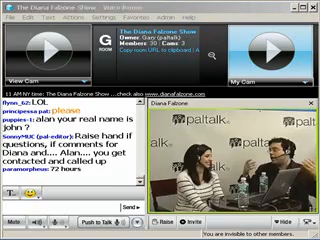 The Diana Falzone Show - Video Room
File Edit Text Actions Settings Favorites Admin Help
G
ROOM
The Diana Falzone Show
Owner Gary (paltalk)
Members : 30 | Cams : 3
Copy room URL to clipboard | A
View Cam
My Cam
11 AM NY time: The Diana Falzone Show ...check also www.dianafalzone.com
flynn_62: LOL
principessa pat: please
puppies-1: alan your real name is
john ?
SonnyMUC (pal-editor): Raise hand if
questions, if comments for
Diana and.... Alan.... you get
contacted and called up
paramorpheus: 72 hours
Diana Falzone
paltalk
paltalk
Send
Mute
Push to Talk
Raise
Invite
Hide
You are invisible to other members.